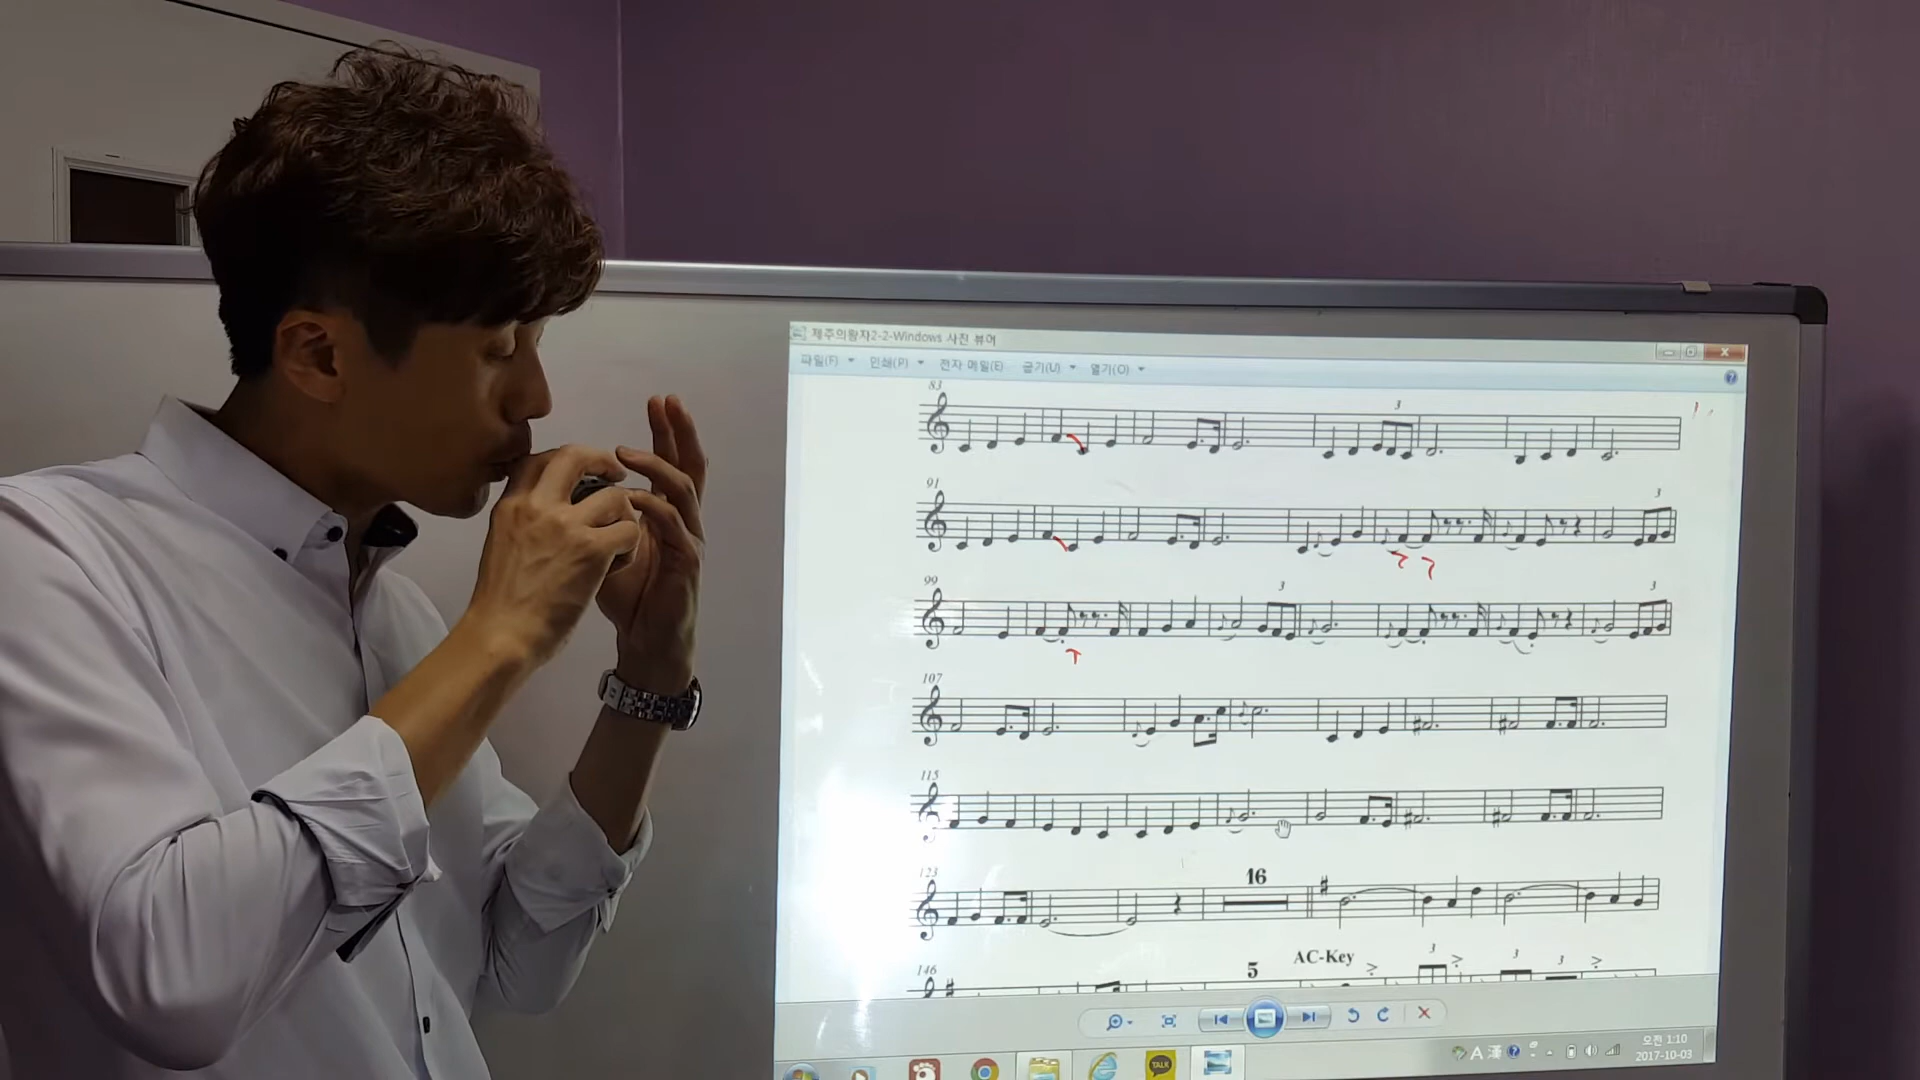 제주의왕자2-2-Windows 사진 뷰어
파일(F) 인쇄(P) 전자 메일(E) 굽기(U) 열기(O)
83
3
91
3
99
3
3
107
115
123
16
146
5
AC-Key
3
3
3
TALK
A 漢
오전 1:10
2017-10-03